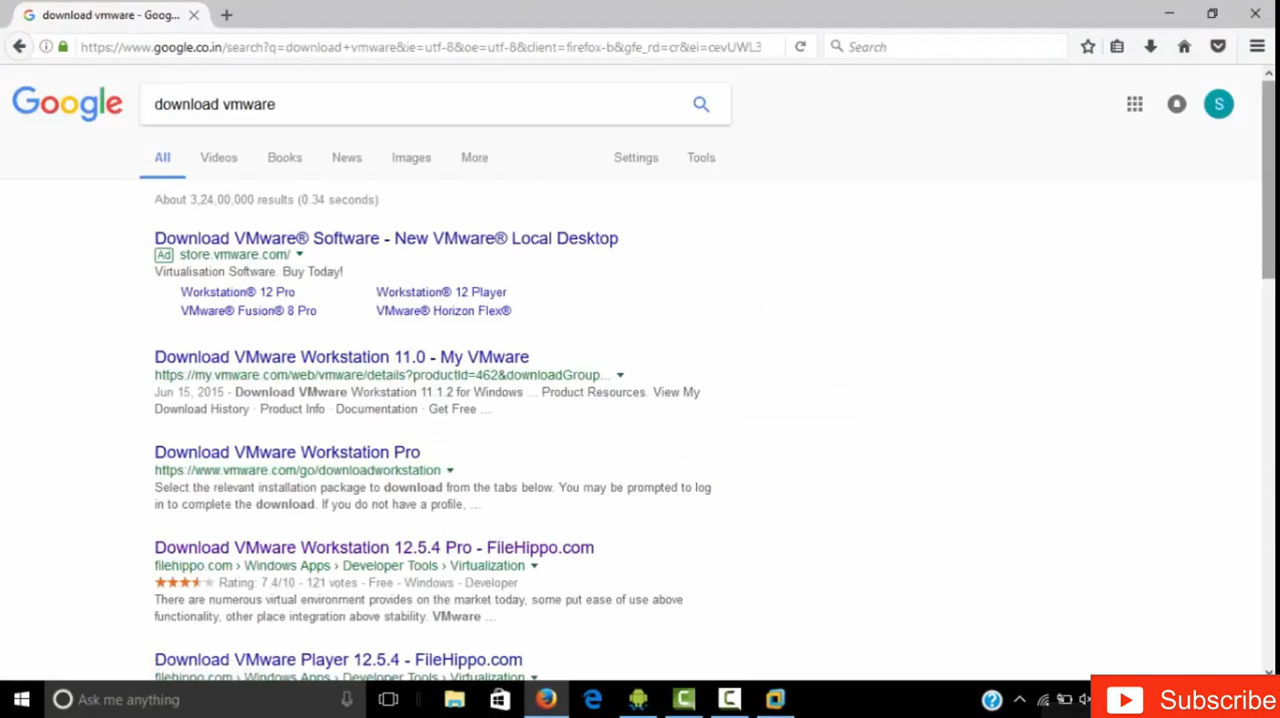 download vmware - Goog...
https://www.google.co.in/search?q=download+vmware&ie=utf-8&oe=utf-8&client=firefox-b&gfe_rd=cr&ei=cevUWL3
Search
Google
download vmware
S
All Videos Books News Images More Settings Tools
About 3,24,00,000 results (0.34 seconds)
Download VMware® Software - New VMware® Local Desktop
Ad store.vmware.com/
Virtualisation Software. Buy Today!
Workstation® 12 Pro Workstation® 12 Player
VMware® Fusion® 8 Pro VMware® Horizon Flex®
Download VMware Workstation 11.0 - My VMware
https://my.vmware.com/web/vmware/details?productId=462&downloadGroup...
Jun 15, 2015 - Download VMware Workstation 11.1.2 for Windows ... Product Resources. View My
Download History · Product Info · Documentation · Get Free ...
Download VMware Workstation Pro
https://www.vmware.com/go/downloadworkstation
Select the relevant installation package to download from the tabs below. You may be prompted to log
in to complete the download. If you do not have a profile, ...
Download VMware Workstation 12.5.4 Pro - FileHippo.com
filehippo.com › Windows Apps › Developer Tools › Virtualization
Rating: 7.4/10 - 121 votes - Free - Windows - Developer
There are numerous virtual environment provides on the market today, some put ease of use above
functionality, other place integration above stability. VMware ...
Download VMware Player 12.5.4 - FileHippo.com
filehippo.com › Windows Apps › Developer Tools › Virtualization
Ask me anything
Subscribe